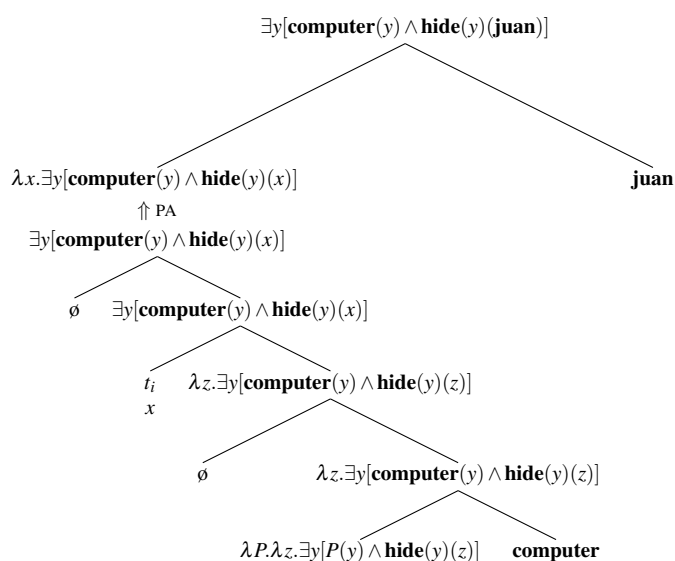 ∃y[computer(y) ∧ hide(y)(juan)]
λx.∃y[computer(y) ∧ hide(y)(x)] juan
⇑ PA
∃y[computer(y) ∧ hide(y)(x)]
ø ∃y[computer(y) ∧ hide(y)(x)]
tᵢ λz.∃y[computer(y) ∧ hide(y)(z)]
x
ø λz.∃y[computer(y) ∧ hide(y)(z)]
λP.λz.∃y[P(y) ∧ hide(y)(z)] computer